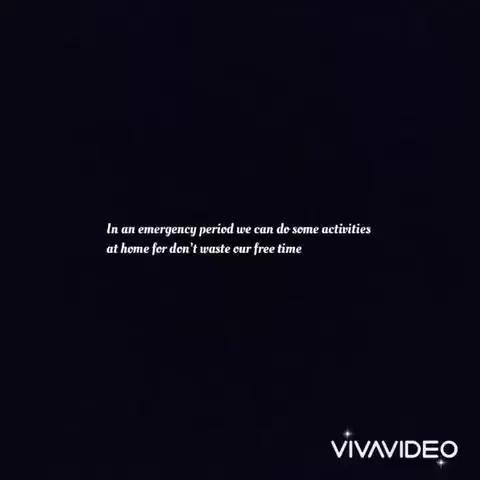 In an emergency period we can do some activities
at home for don't waste our free time
VIVAVIDEO